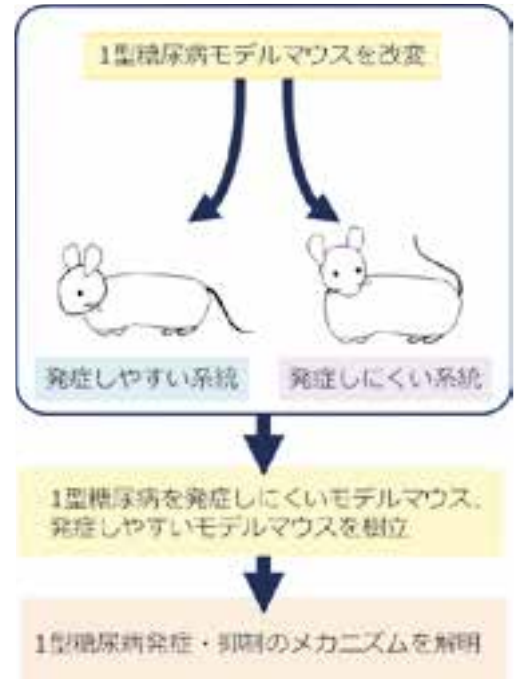 1型糖尿病モデルマウスを改変
発症しやすい系統
発症しにくい系統
1型糖尿病を発症しにくいモデルマウス、
発症しやすいモデルマウスを樹立
1型糖尿病発症・抑制のメカニズムを解明